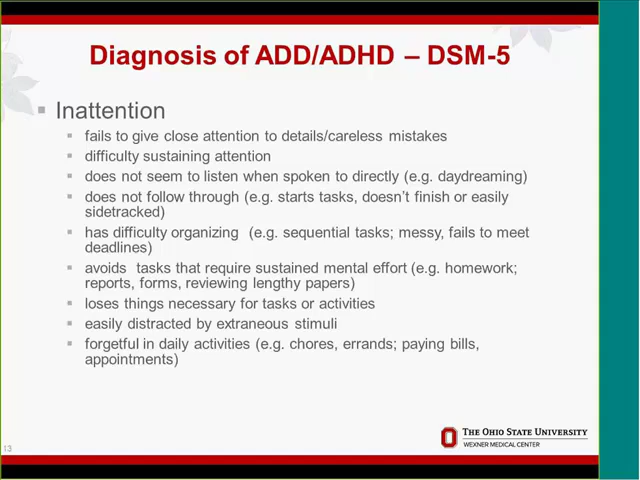 Diagnosis of ADD/ADHD – DSM-5
Inattention
fails to give close attention to details/careless mistakes
difficulty sustaining attention
does not seem to listen when spoken to directly (e.g. daydreaming)
does not follow through (e.g. starts tasks, doesn’t finish or easily
sidetracked)
has difficulty organizing (e.g. sequential tasks; messy, fails to meet
deadlines)
avoids tasks that require sustained mental effort (e.g. homework;
reports, forms, reviewing lengthy papers)
loses things necessary for tasks or activities
easily distracted by extraneous stimuli
forgetful in daily activities (e.g. chores, errands; paying bills,
appointments)
THE OHIO STATE UNIVERSITY
WEXNER MEDICAL CENTER